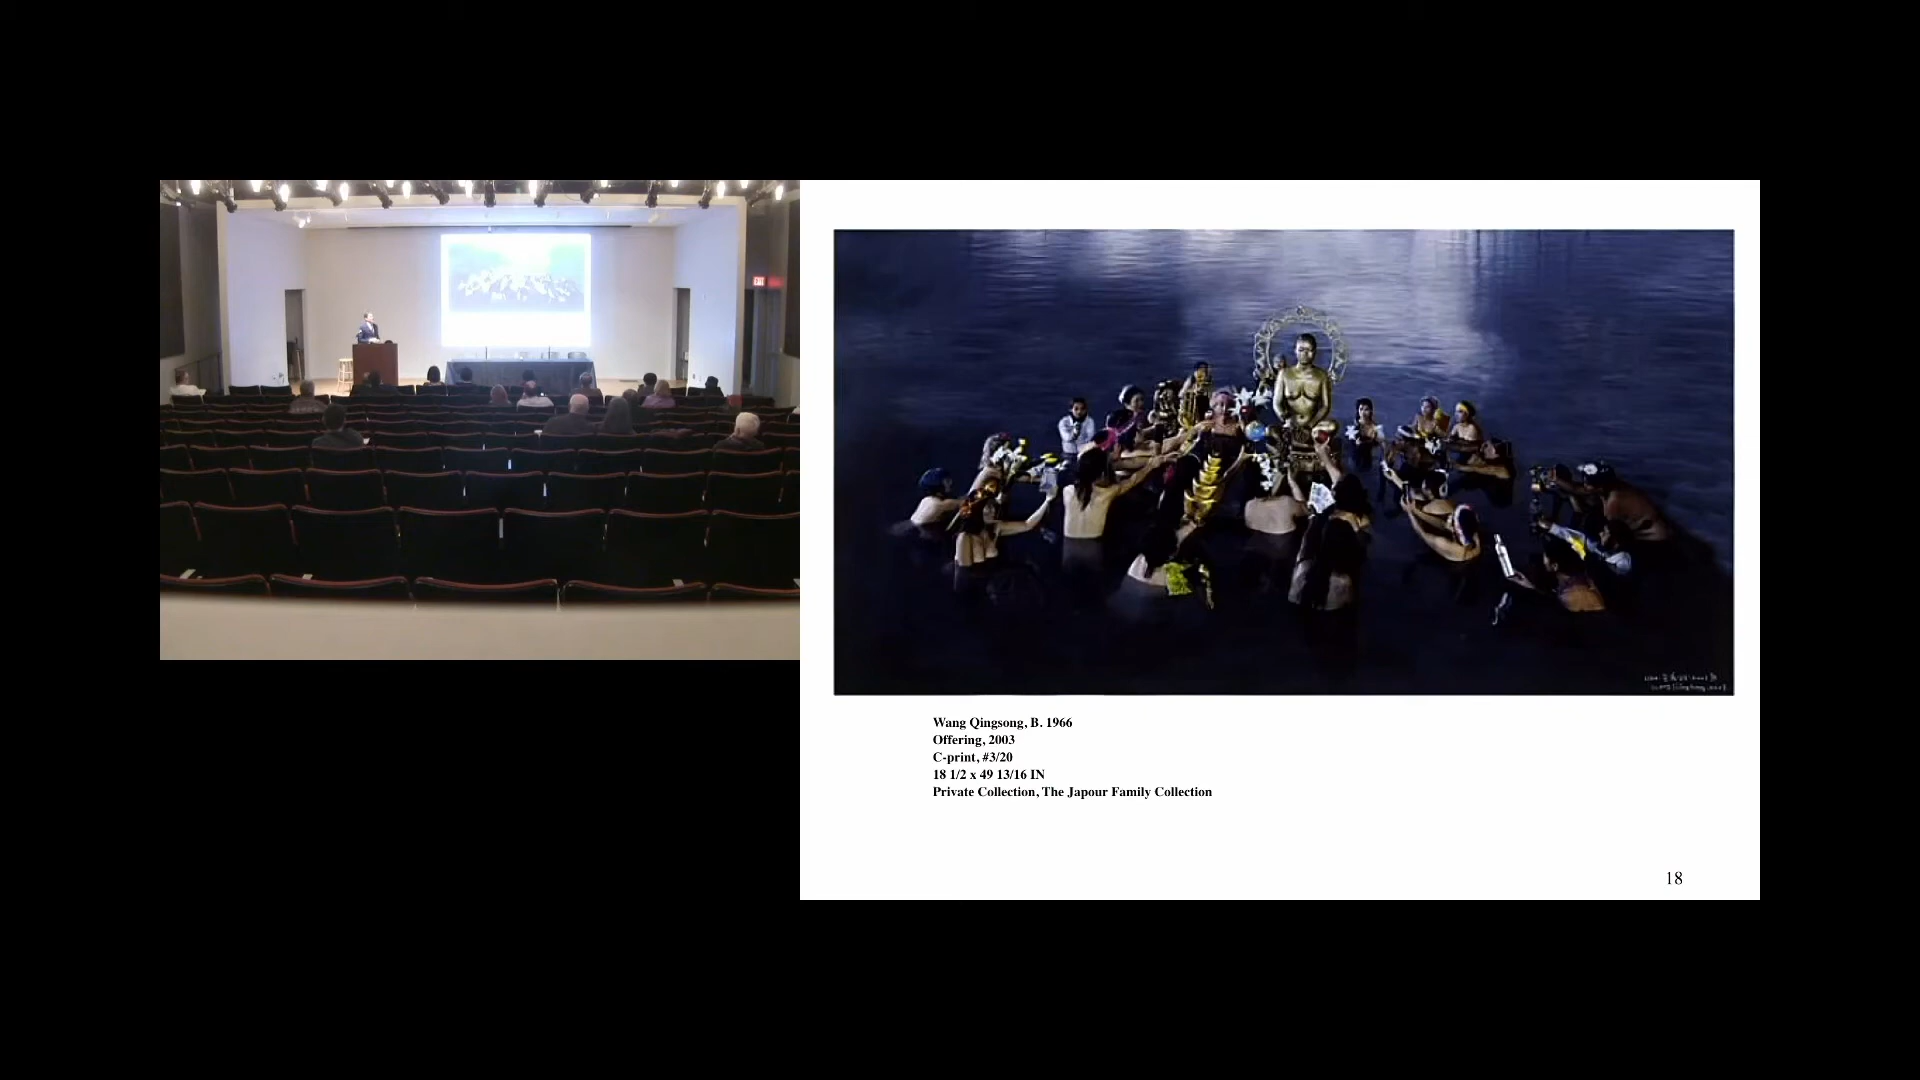 EXIT
Wang Qingsong, B. 1966
Offering, 2003
C-print, #3/20
18 1/2 x 49 13/16 IN
Private Collection, The Japour Family Collection
18